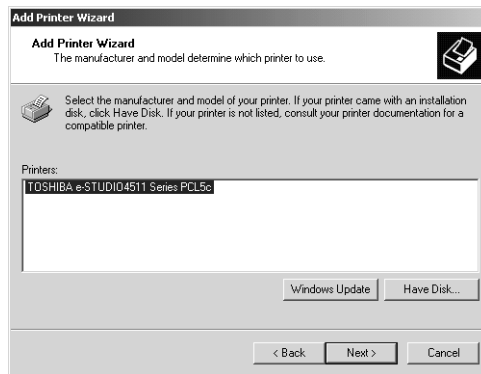 Add Printer Wizard
Add Printer Wizard
The manufacturer and model determine which printer to use.
Select the manufacturer and model of your printer. If your printer came with an installation
disk, click Have Disk. If your printer is not listed, consult your printer documentation for a
compatible printer.
Printers:
TOSHIBA e-STUDIO4511 Series PCL5c
Windows Update
Have Disk...
< Back
Next >
Cancel